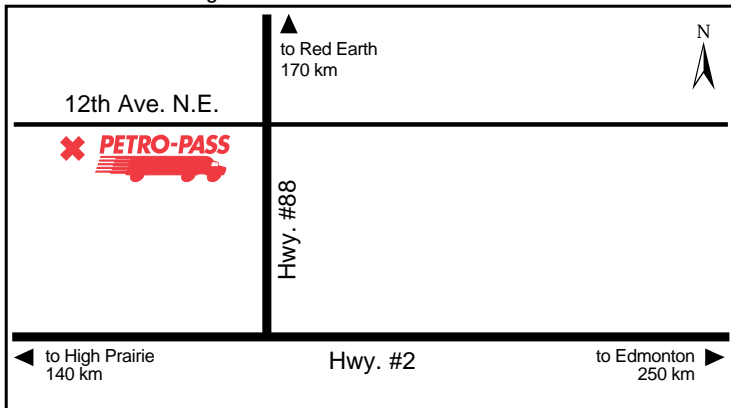 N
to Red Earth
170 km
12th Ave. N.E.
PETRO-PASS
Hwy. #88
to High Prairie
140 km
Hwy. #2
to Edmonton
250 km